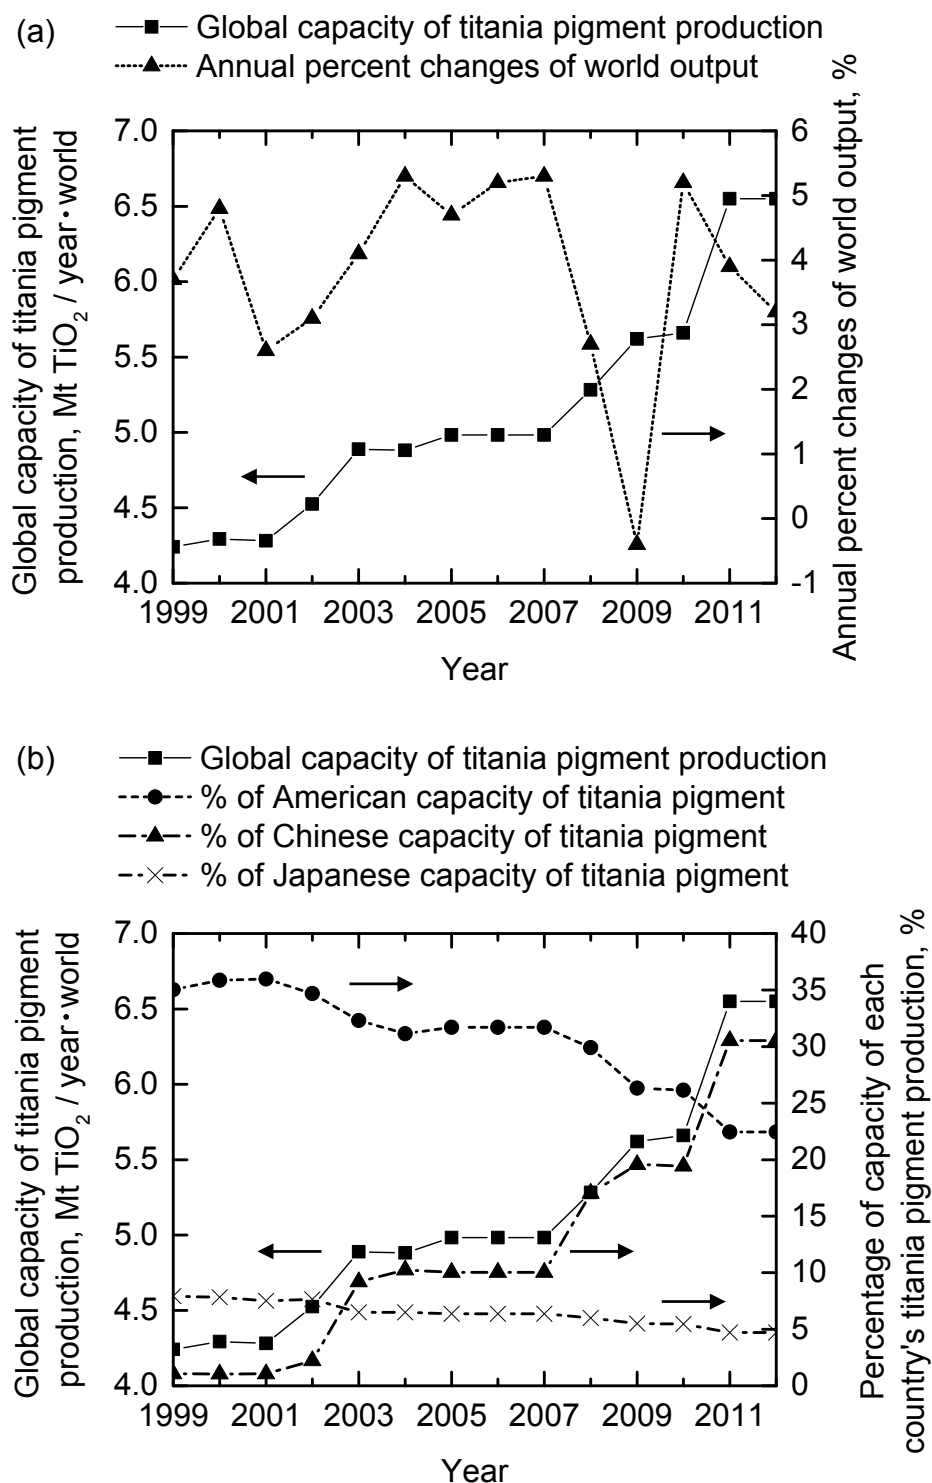 (a)
Global capacity of titania pigment production
Annual percent changes of world output
Global capacity of titania pigment
production, Mt TiO2 / year・world
7.0
6.5
6.0
5.5
5.0
4.5
4.0
6
5
4
3
2
1
0
-1
Annual percent changes of world output, %
1999 2001 2003 2005 2007 2009 2011
Year
(b)
Global capacity of titania pigment production
% of American capacity of titania pigment
% of Chinese capacity of titania pigment
% of Japanese capacity of titania pigment
Global capacity of titania pigment
production, Mt TiO2 / year・world
7.0
6.5
6.0
5.5
5.0
4.5
4.0
40
35
30
25
20
15
10
5
0
Percentage of capacity of each
country's titania pigment production, %
1999 2001 2003 2005 2007 2009 2011
Year